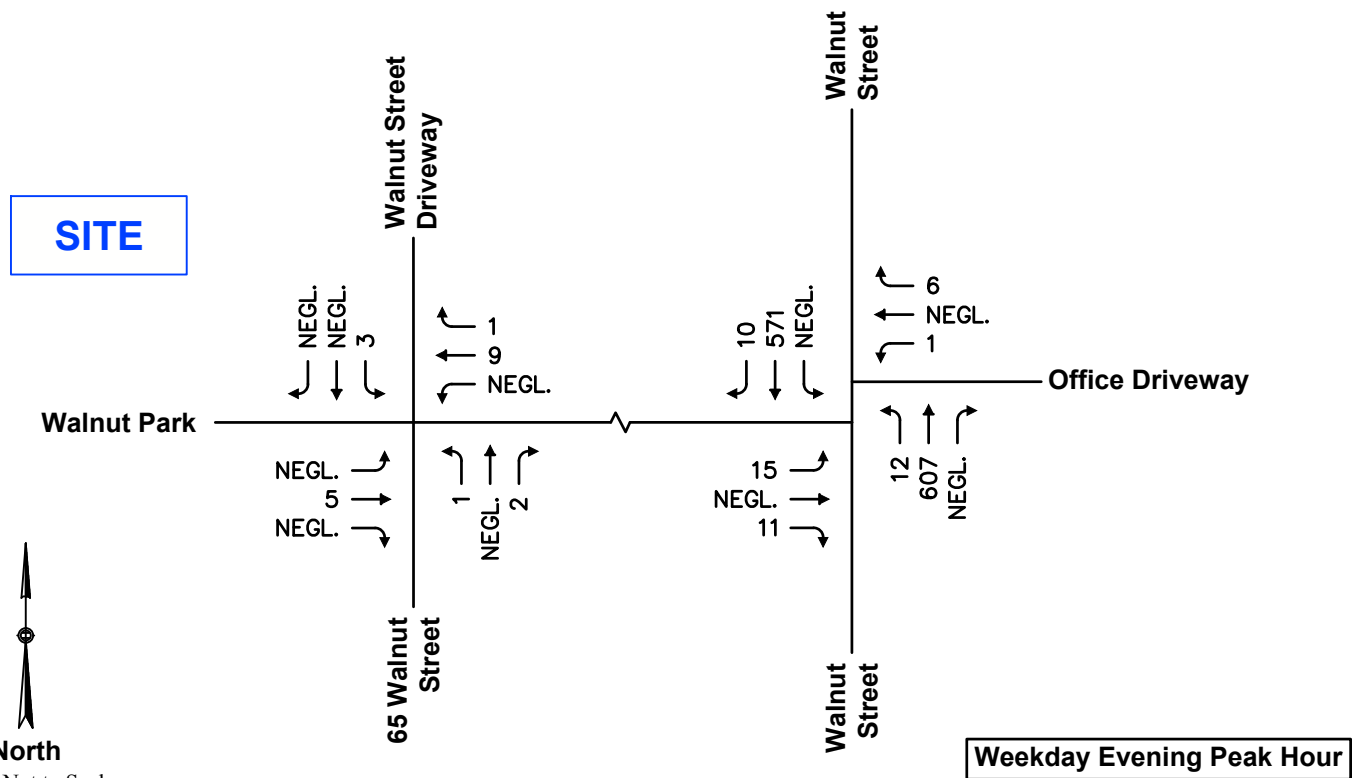 Walnut
Street
Walnut Street
Driveway
SITE
NEGL.
NEGL.
3
1
9
NEGL.
10
571
NEGL.
6
NEGL.
1
Office Driveway
Walnut Park
NEGL.
5
NEGL.
1
NEGL.
2
15
NEGL.
11
12
607
NEGL.
65 Walnut
Street
Walnut
Street
North
Weekday Evening Peak Hour